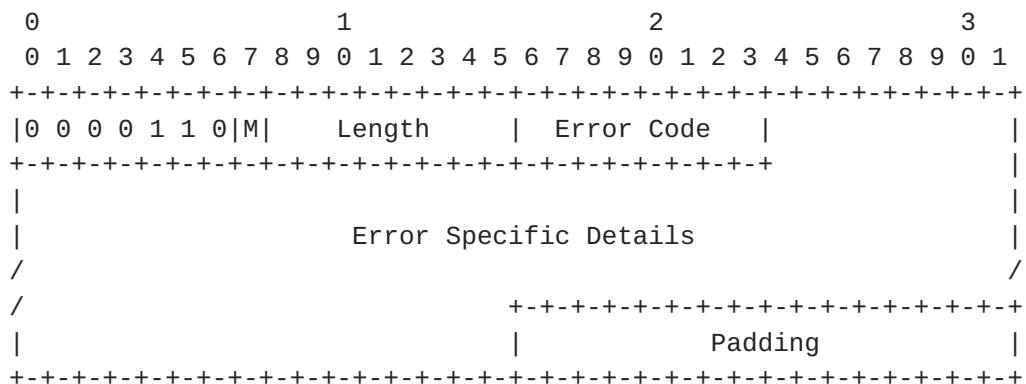 0                   1                   2                   3
 0 1 2 3 4 5 6 7 8 9 0 1 2 3 4 5 6 7 8 9 0 1 2 3 4 5 6 7 8 9 0 1
+-+-+-+-+-+-+-+-+-+-+-+-+-+-+-+-+-+-+-+-+-+-+-+-+-+-+-+-+-+-+-+-+
|0 0 0 0 1 1 0|M|    Length     |  Error Code   |               |
+-+-+-+-+-+-+-+-+-+-+-+-+-+-+-+-+-+-+-+-+-+-+-+-+               |
|                                                               |
|                     Error Specific Details                    |
/                                                               /
/                               +-+-+-+-+-+-+-+-+-+-+-+-+-+-+-+-+
|                               |            Padding            |
+-+-+-+-+-+-+-+-+-+-+-+-+-+-+-+-+-+-+-+-+-+-+-+-+-+-+-+-+-+-+-+-+